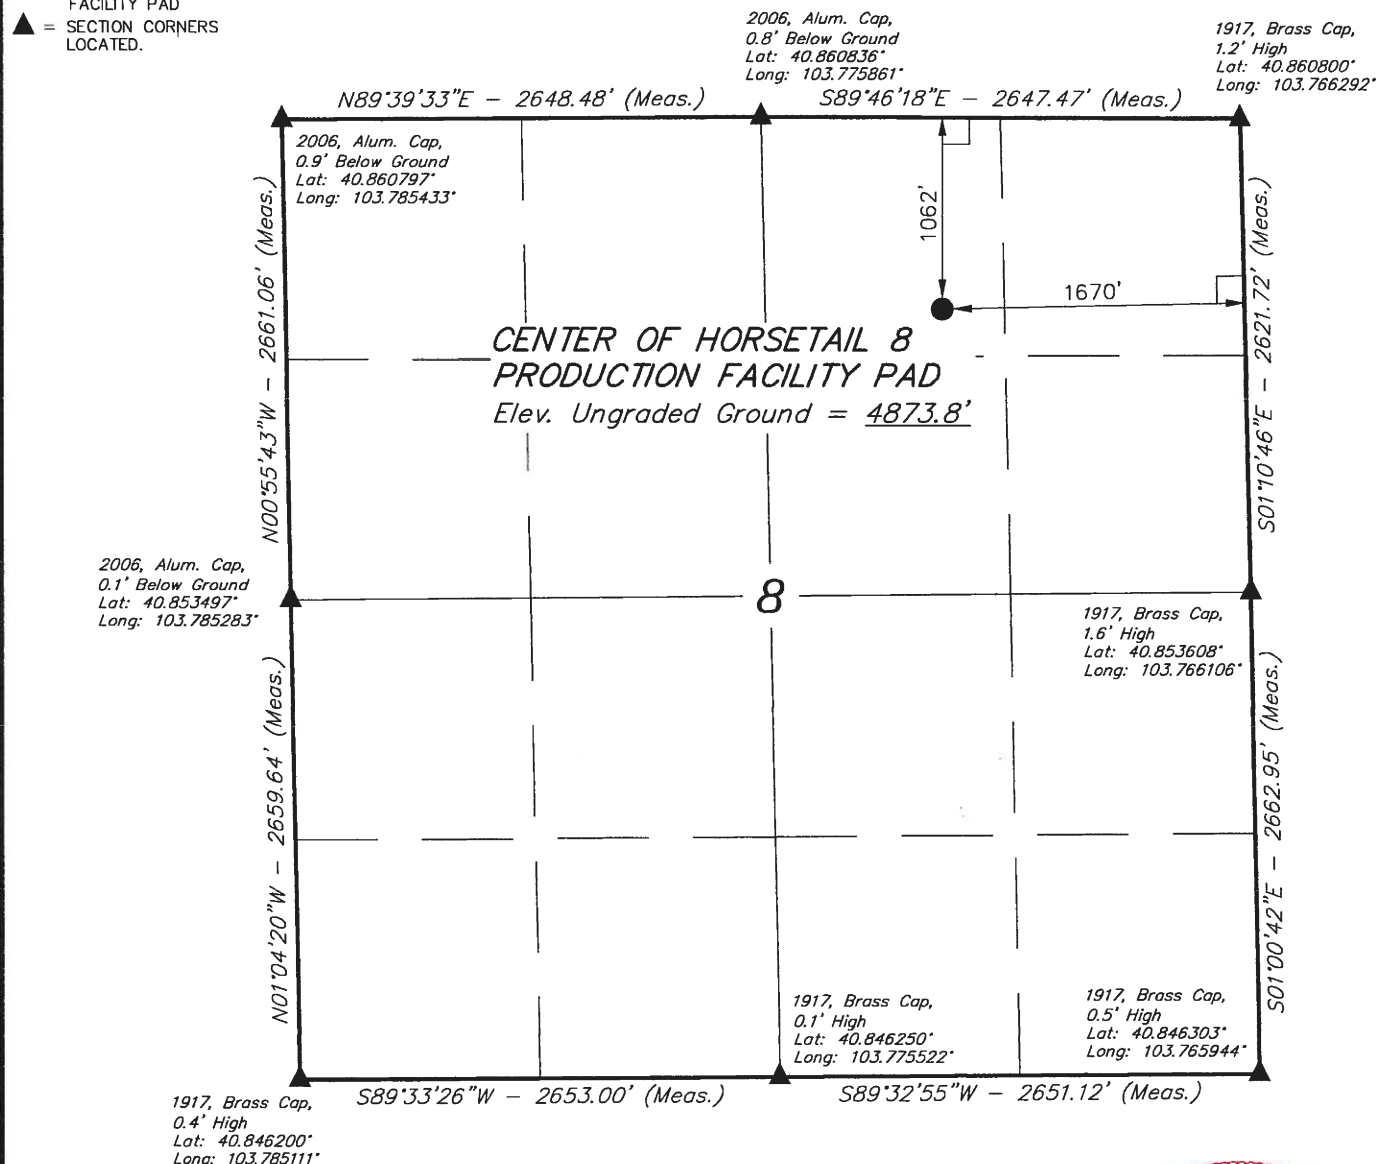 FACILITY PAD
▲ = SECTION CORNERS
LOCATED.
2006, Alum. Cap,
0.8' Below Ground
Lat: 40.860836°
Long: 103.775861°
1917, Brass Cap,
1.2' High
Lat: 40.860800°
Long: 103.766292°
N89°39'33"E - 2648.48' (Meas.)
S89°46'18"E - 2647.47' (Meas.)
2006, Alum. Cap,
0.9' Below Ground
Lat: 40.860797°
Long: 103.785433°
1062'
1670'
N00°55'43"W - 2661.06' (Meas.)
S01°10'46"E - 2621.72' (Meas.)
CENTER OF HORSETAIL 8
PRODUCTION FACILITY PAD
Elev. Ungraded Ground = 4873.8'
2006, Alum. Cap,
0.1' Below Ground
Lat: 40.853497°
Long: 103.785283°
8
1917, Brass Cap,
1.6' High
Lat: 40.853608°
Long: 103.766106°
N01°04'20"W - 2659.64' (Meas.)
S01°00'42"E - 2662.95' (Meas.)
1917, Brass Cap,
0.1' High
Lat: 40.846250°
Long: 103.775522°
1917, Brass Cap,
0.5' High
Lat: 40.846303°
Long: 103.765944°
S89°33'26"W - 2653.00' (Meas.)
S89°32'55"W - 2651.12' (Meas.)
1917, Brass Cap,
0.4' High
Lat: 40.846200°
Long: 103.785111°